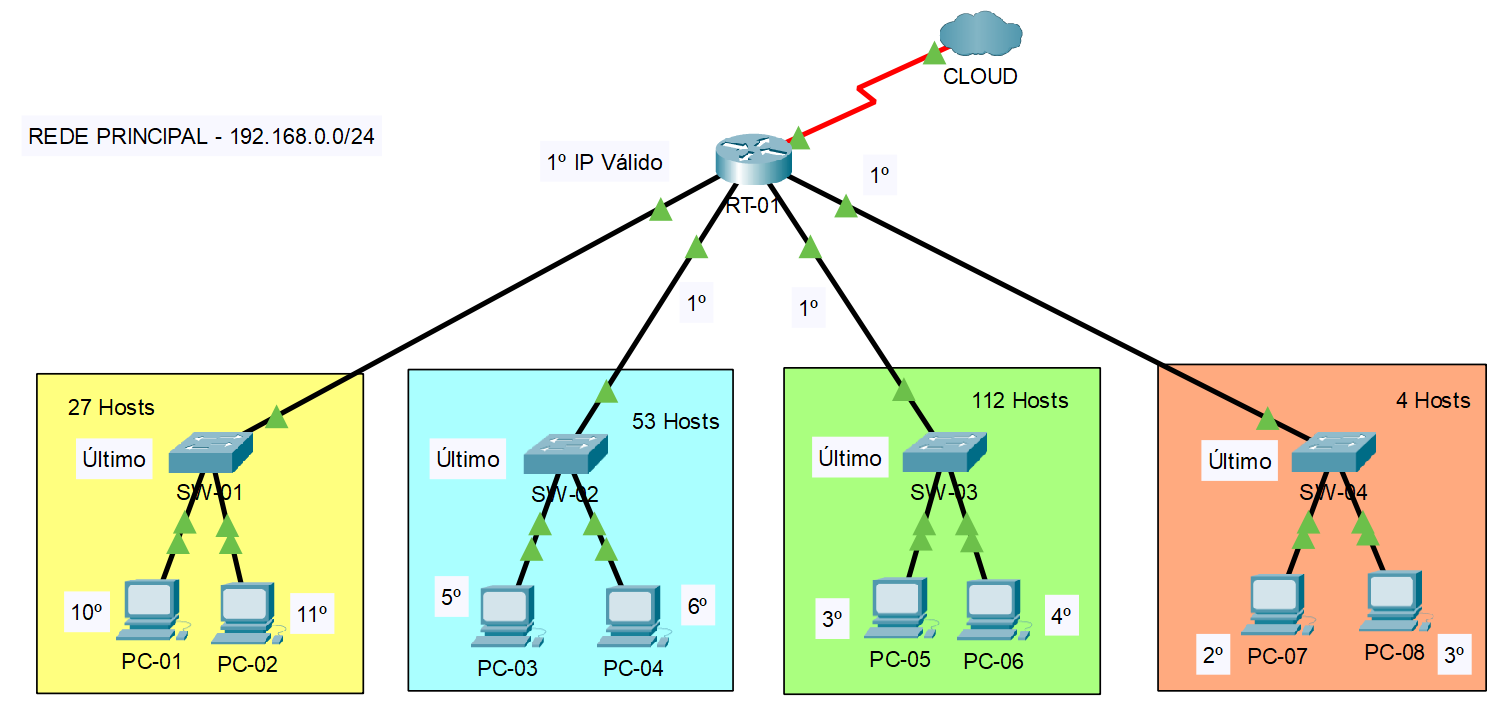 CLOUD
REDE PRINCIPAL - 192.168.0.0/24
1º IP Válido
1º
RT-01
1º
1º
27 Hosts
53 Hosts
112 Hosts
4 Hosts
Último
Último
Último
Último
SW-01
SW-02
SW-03
SW-04
10º
11º
5º
6º
3º
4º
2º
3º
PC-01
PC-02
PC-03
PC-04
PC-05
PC-06
PC-07
PC-08